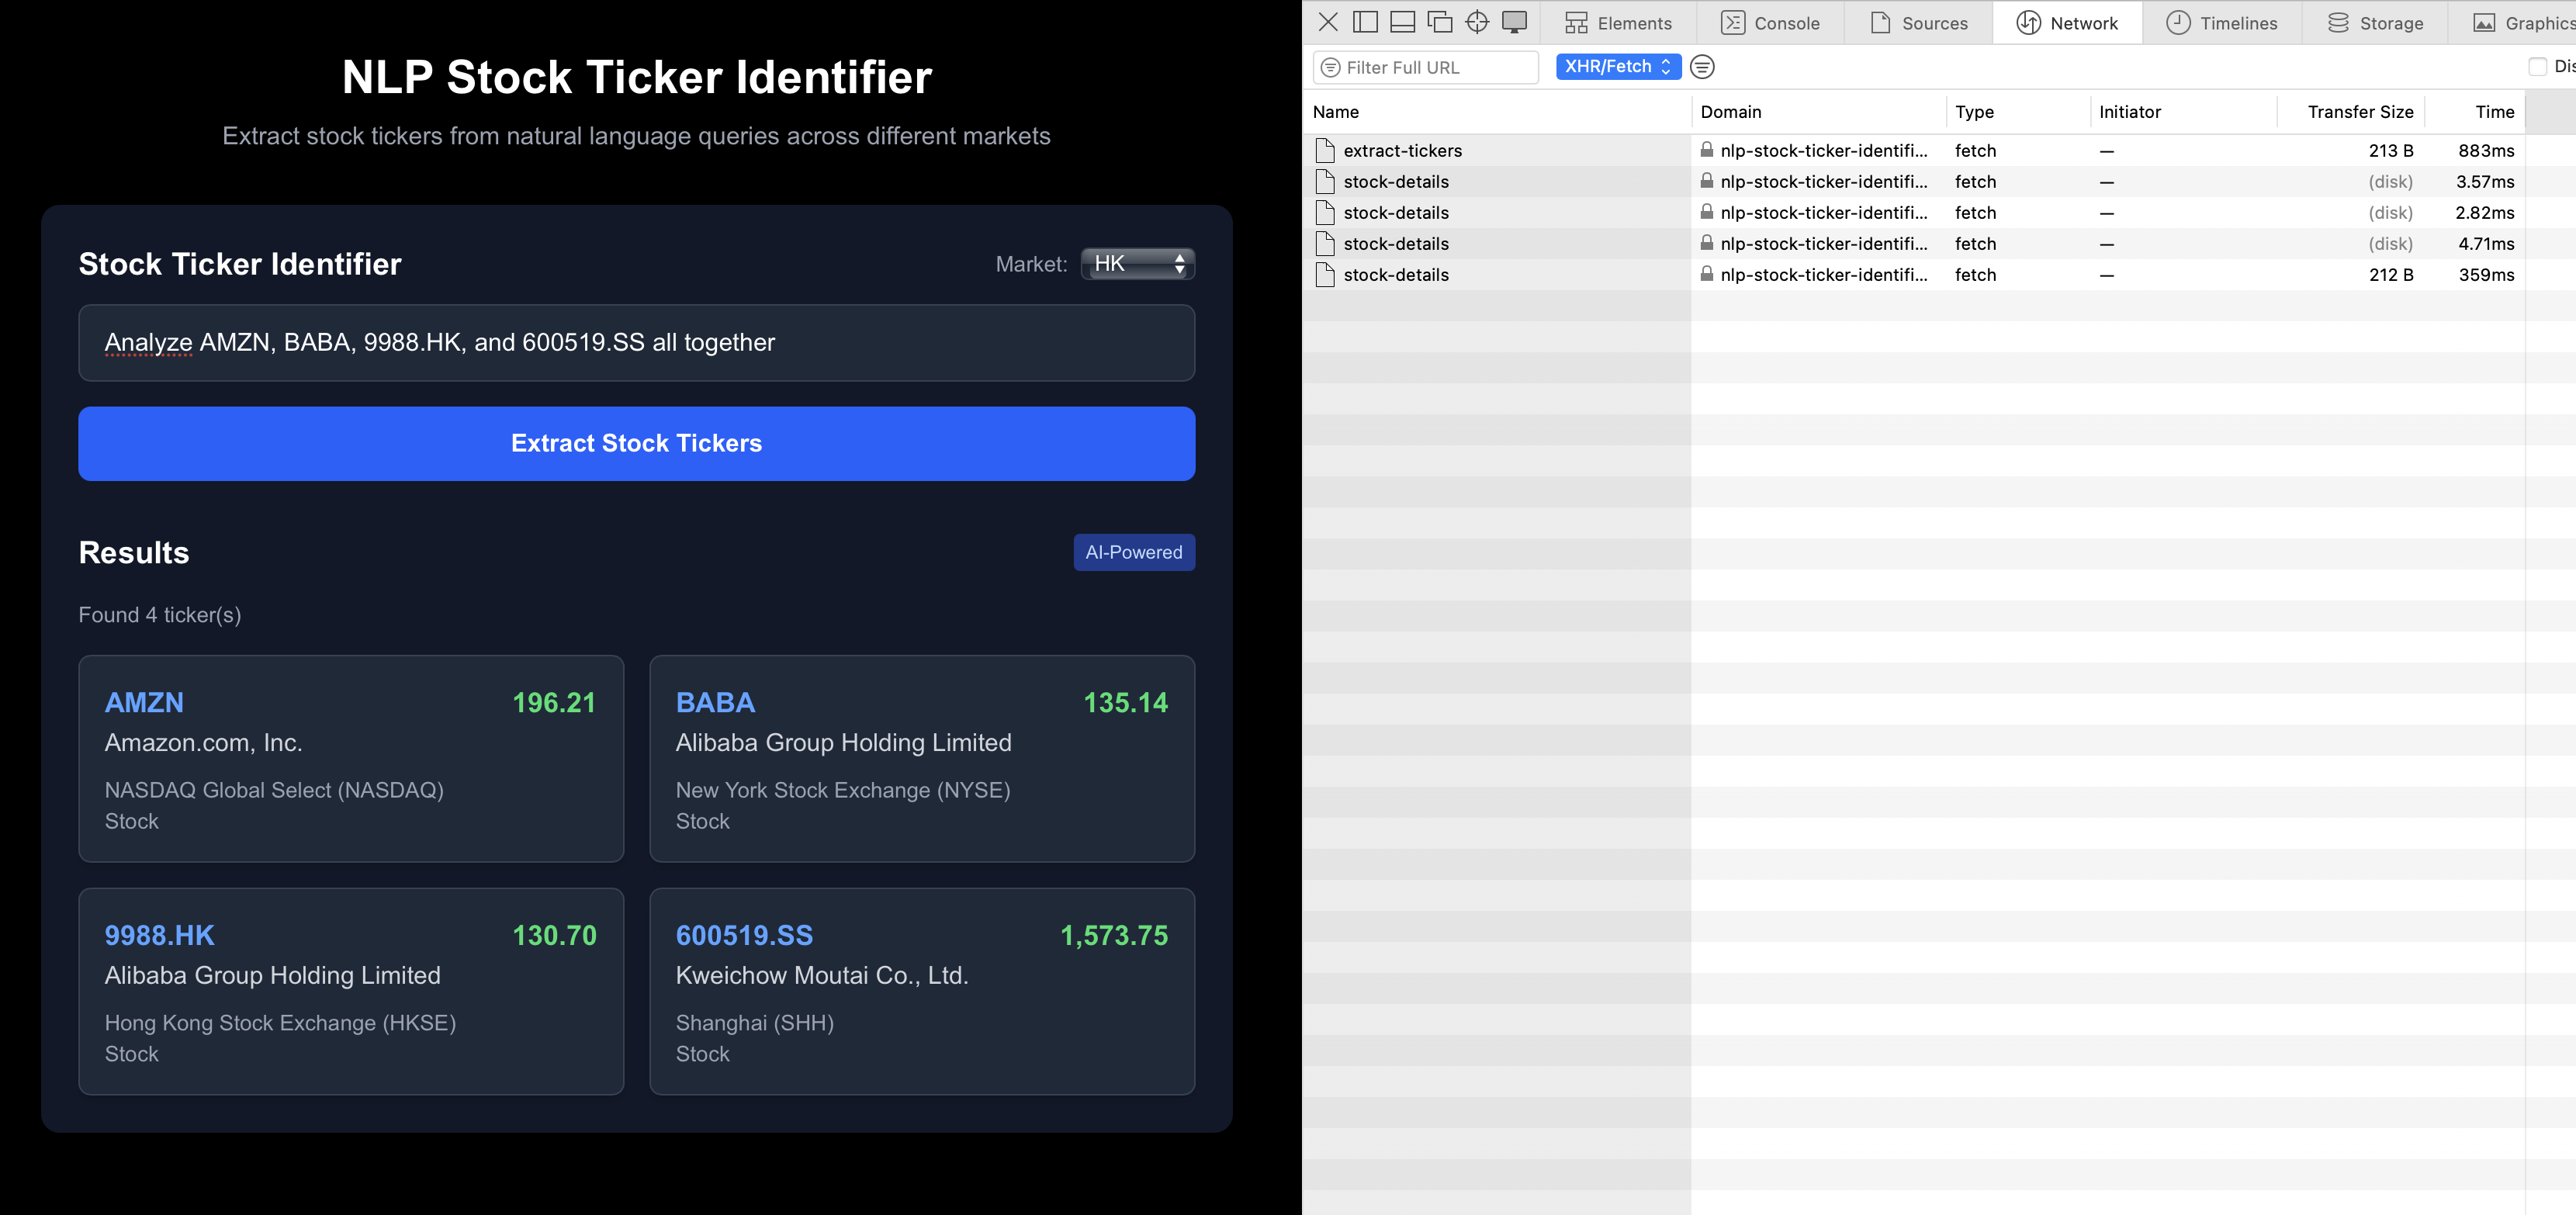 NLP Stock Ticker Identifier
Extract stock tickers from natural language queries across different markets
Stock Ticker Identifier
Market: HK
Analyze AMZN, BABA, 9988.HK, and 600519.SS all together
Extract Stock Tickers
Results
AI-Powered
Found 4 ticker(s)
AMZN 196.21
Amazon.com, Inc.
NASDAQ Global Select (NASDAQ)
Stock
BABA 135.14
Alibaba Group Holding Limited
New York Stock Exchange (NYSE)
Stock
9988.HK 130.70
Alibaba Group Holding Limited
Hong Kong Stock Exchange (HKSE)
Stock
600519.SS 1,573.75
Kweichow Moutai Co., Ltd.
Shanghai (SHH)
Stock
Elements Console Sources Network Timelines Storage Graphics
Filter Full URL XHR/Fetch Dis
Name Domain Type Initiator Transfer Size Time
extract-tickers nlp-stock-ticker-identifi... fetch — 213 B 883ms
stock-details nlp-stock-ticker-identifi... fetch — (disk) 3.57ms
stock-details nlp-stock-ticker-identifi... fetch — (disk) 2.82ms
stock-details nlp-stock-ticker-identifi... fetch — (disk) 4.71ms
stock-details nlp-stock-ticker-identifi... fetch — 212 B 359ms